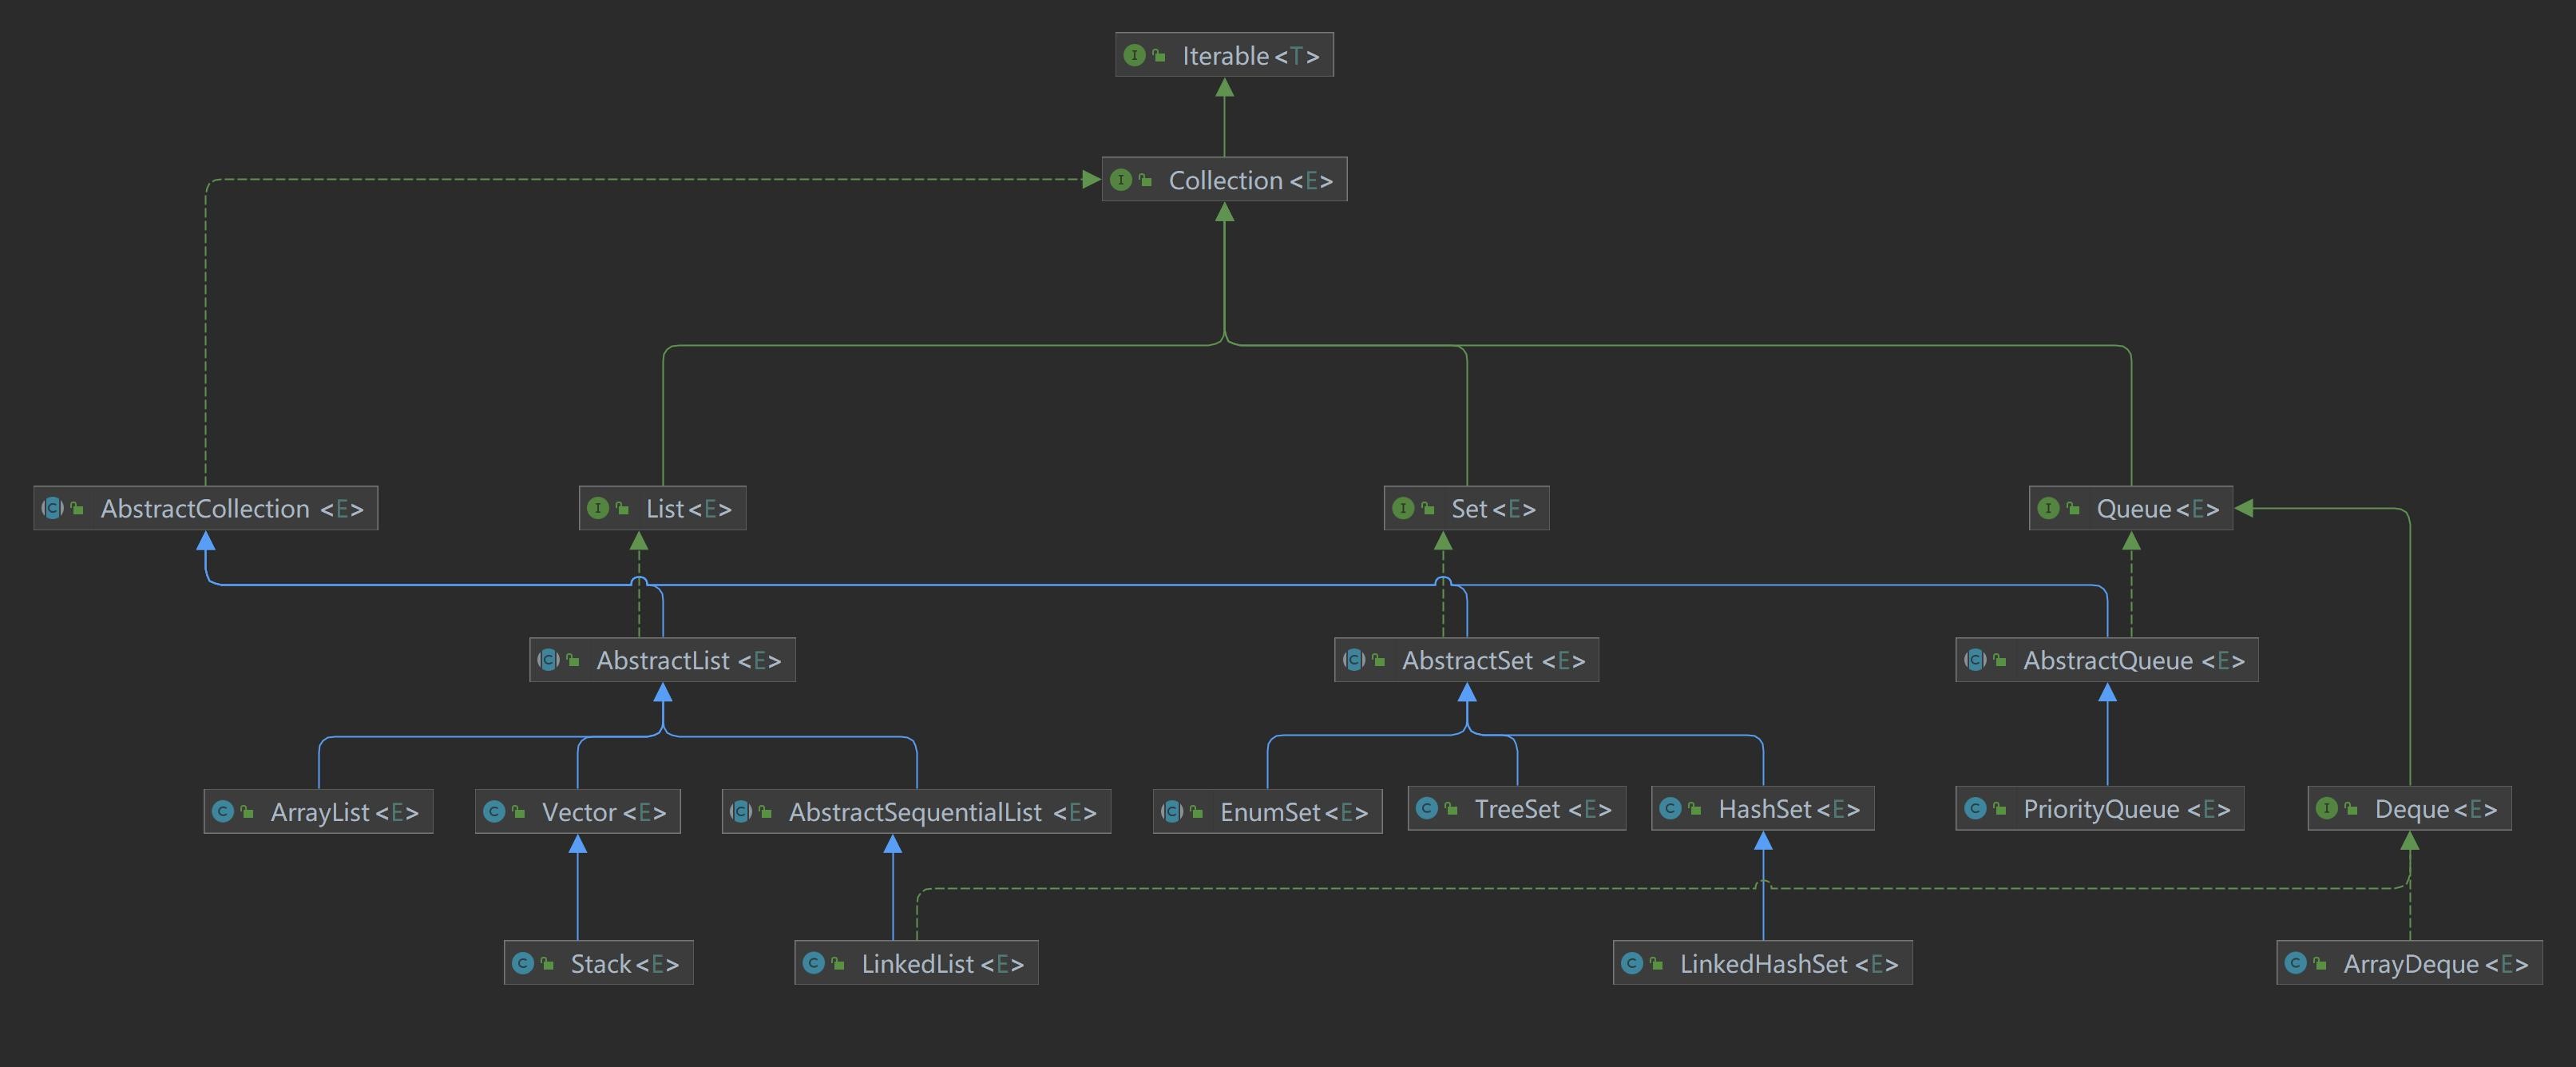 Iterable<T>
Collection<E>
AbstractCollection <E>
List<E>
Set<E>
Queue<E>
AbstractList <E>
AbstractSet <E>
AbstractQueue <E>
ArrayList<E>
Vector<E>
AbstractSequentialList <E>
EnumSet<E>
TreeSet <E>
HashSet<E>
PriorityQueue<E>
Deque<E>
Stack<E>
LinkedList <E>
LinkedHashSet <E>
ArrayDeque<E>